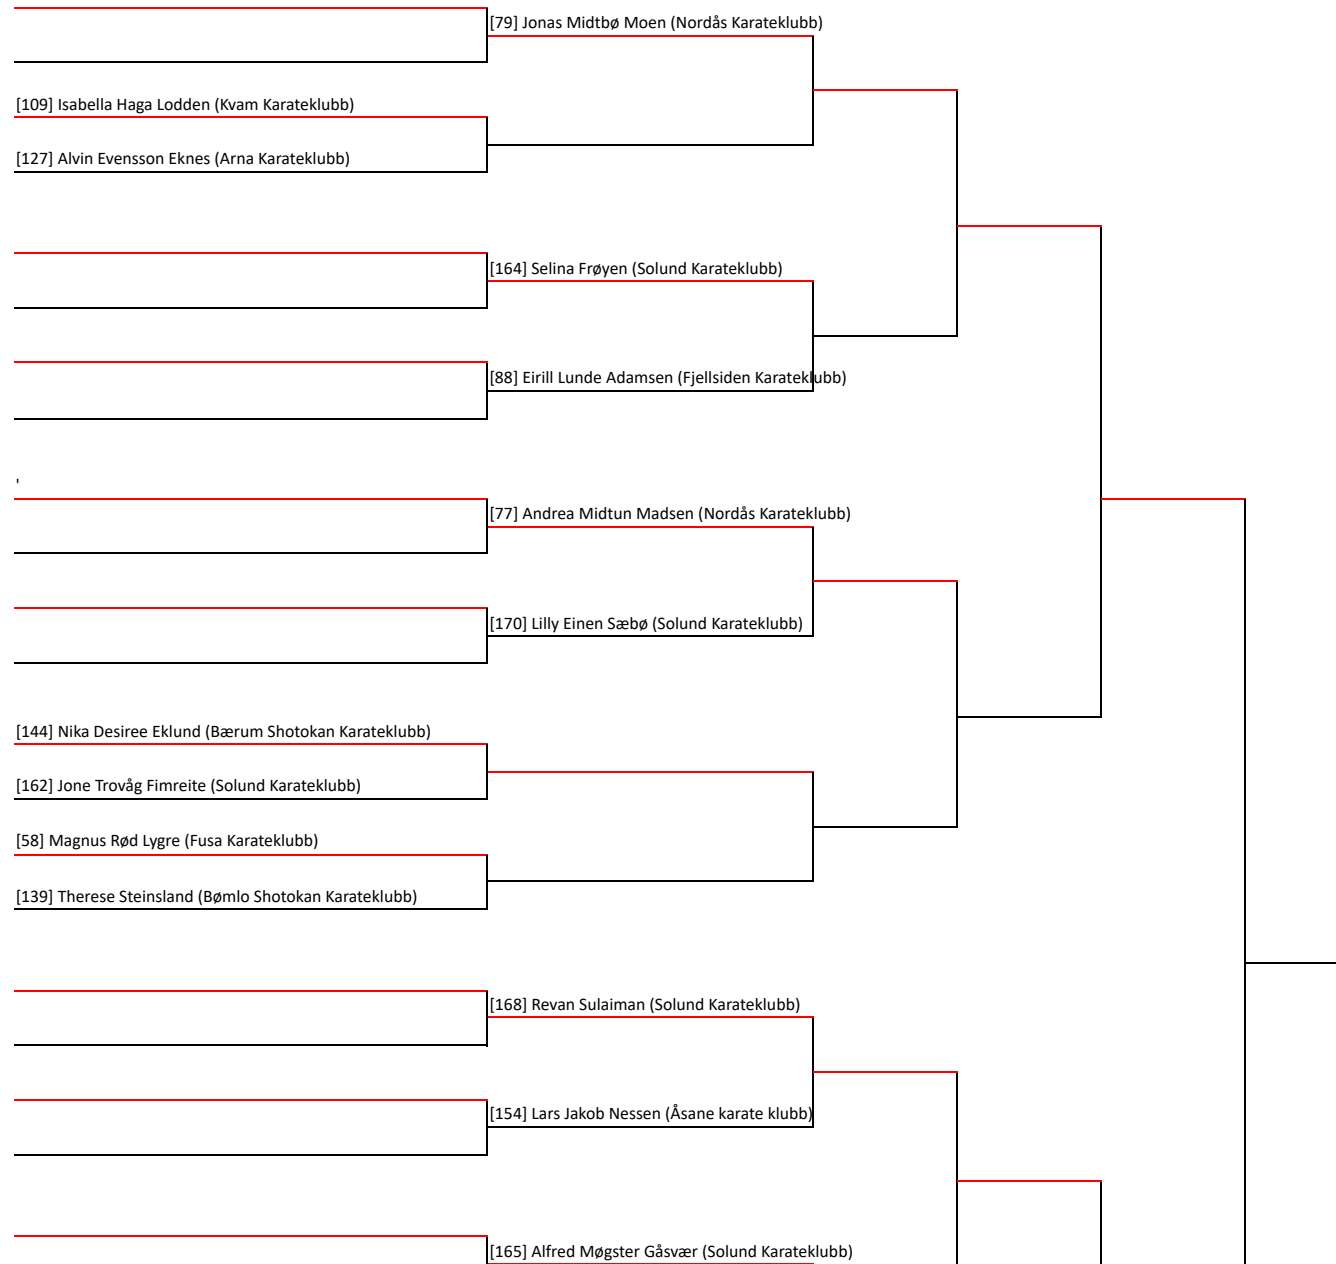 [79] Jonas Midtbø Moen (Nordås Karateklubb)
[109] Isabella Haga Lodden (Kvam Karateklubb)
[127] Alvin Evensson Eknes (Arna Karateklubb)
[164] Selina Frøyen (Solund Karateklubb)
[88] Eirill Lunde Adamsen (Fjellsiden Karateklubb)
'
[77] Andrea Midtun Madsen (Nordås Karateklubb)
[170] Lilly Einen Sæbø (Solund Karateklubb)
[144] Nika Desiree Eklund (Bærum Shotokan Karateklubb)
[162] Jone Trovåg Fimreite (Solund Karateklubb)
[58] Magnus Rød Lygre (Fusa Karateklubb)
[139] Therese Steinsland (Bømlo Shotokan Karateklubb)
[168] Revan Sulaiman (Solund Karateklubb)
[154] Lars Jakob Nessen (Åsane karate klubb)
[165] Alfred Møgster Gåsvær (Solund Karateklubb)